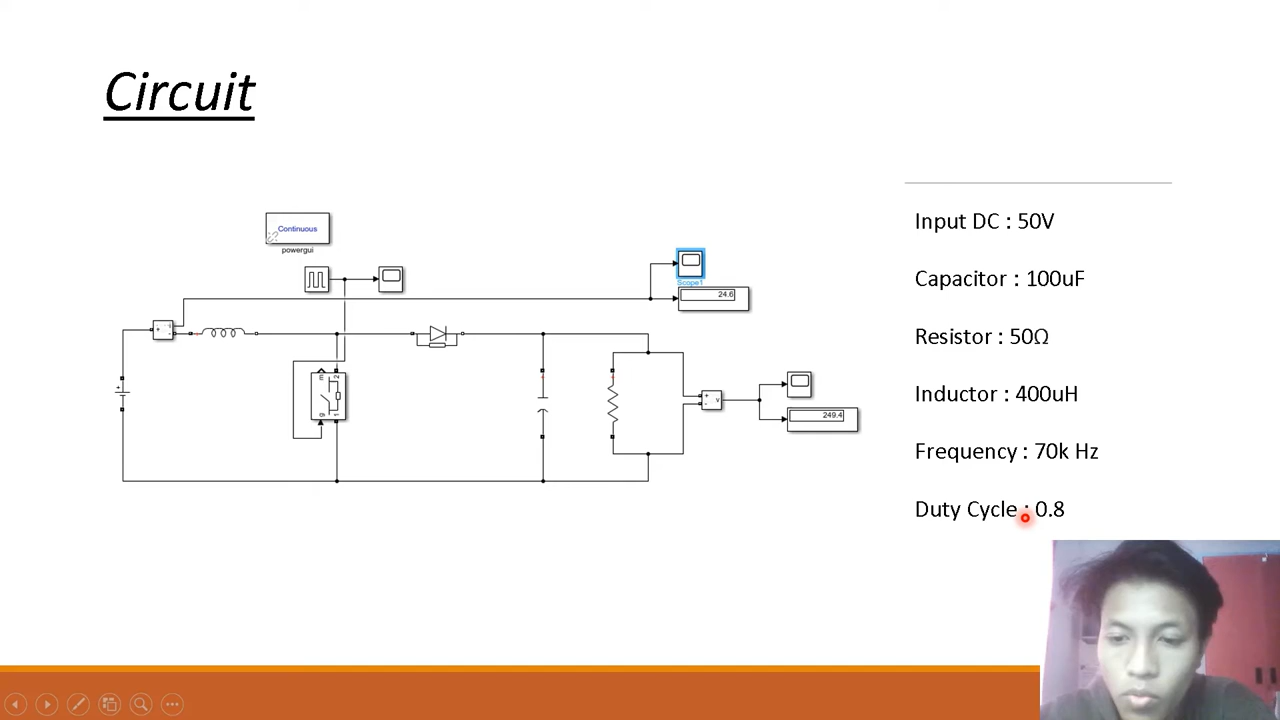 Circuit
Continuous
powergui
Scope1
24.6
249.4
Input DC : 50V
Capacitor : 100uF
Resistor : 50Ω
Inductor : 400uH
Frequency : 70k Hz
Duty Cycle : 0.8